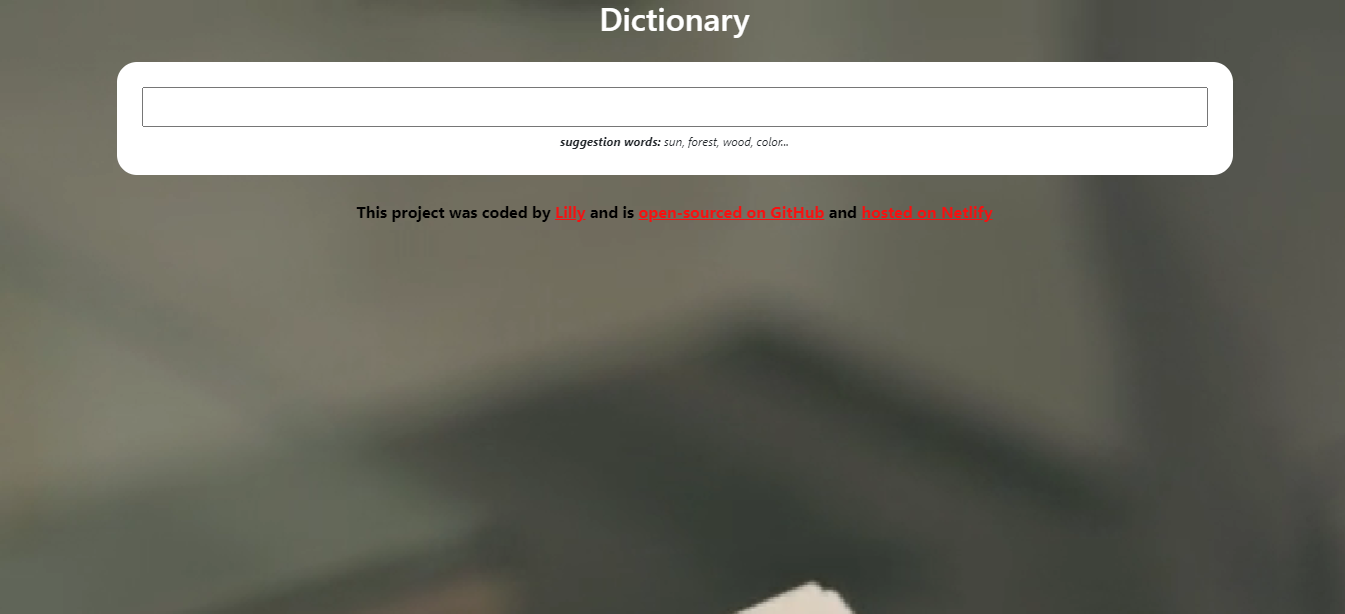 Dictionary
suggestion words: sun, forest, wood, color...
This project was coded by Lilly and is open-sourced on GitHub and hosted on Netlify